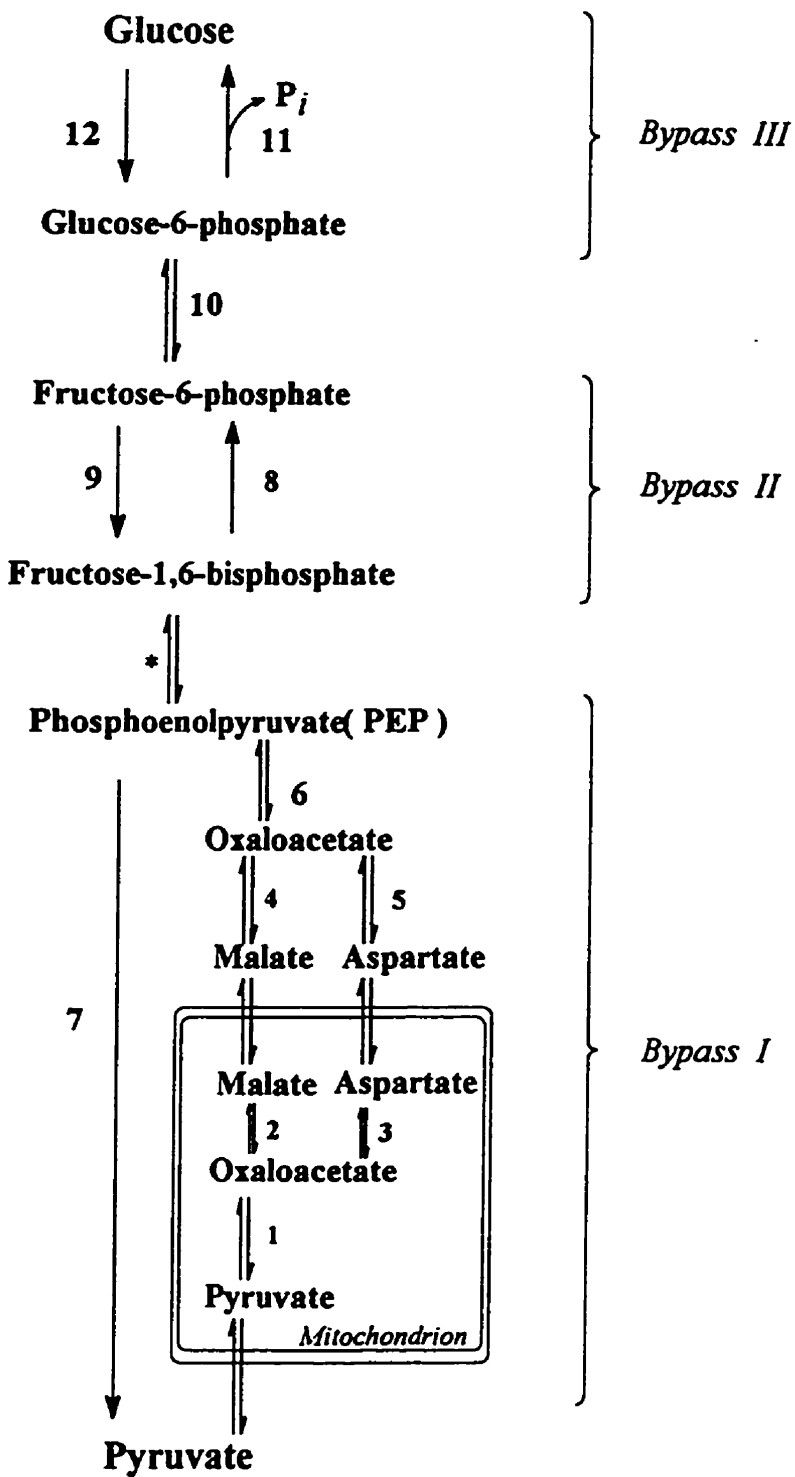 Glucose
P i
12
11
Bypass III
Glucose-6-phosphate
10
Fructose-6-phosphate
9
8
Bypass II
Fructose-1,6-bisphosphate
*
Phosphoenolpyruvate( PEP )
6
Oxaloacetate
4
5
Malate Aspartate
7
Bypass I
Malate Aspartate
2
3
Oxaloacetate
1
Pyruvate
Mitochondrion
Pyruvate